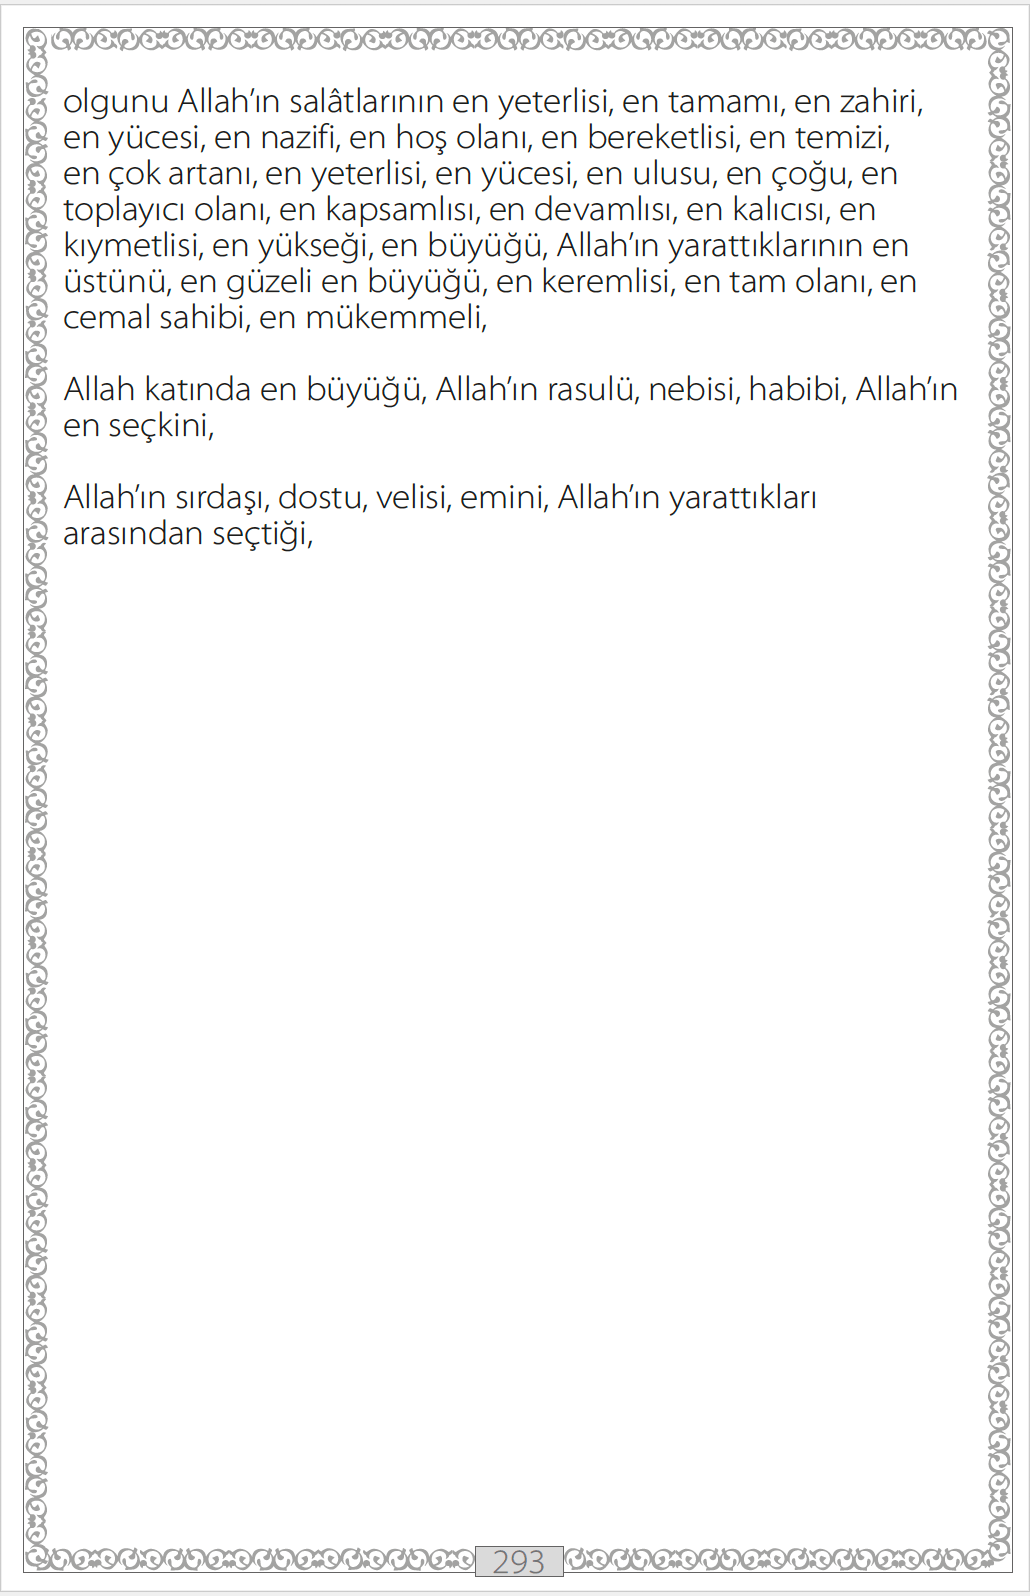 olgunu Allah’ın salâtlarının en yeterlisi, en tamamı, en zahiri,
en yücesi, en nazifi, en hoş olanı, en bereketlisi, en temizi,
en çok artanı, en yeterlisi, en yücesi, en ulusu, en çoğu, en
toplayıcı olanı, en kapsamlısı, en devamlısı, en kalıcısı, en
kıymetlisi, en yükseği, en büyüğü, Allah’ın yarattıklarının en
üstünü, en güzeli en büyüğü, en keremlisi, en tam olanı, en
cemal sahibi, en mükemmeli,
Allah katında en büyüğü, Allah’ın rasulü, nebisi, habibi, Allah’ın
en seçkini,
Allah’ın sırdaşı, dostu, velisi, emini, Allah’ın yarattıkları
arasından seçtiği,
293